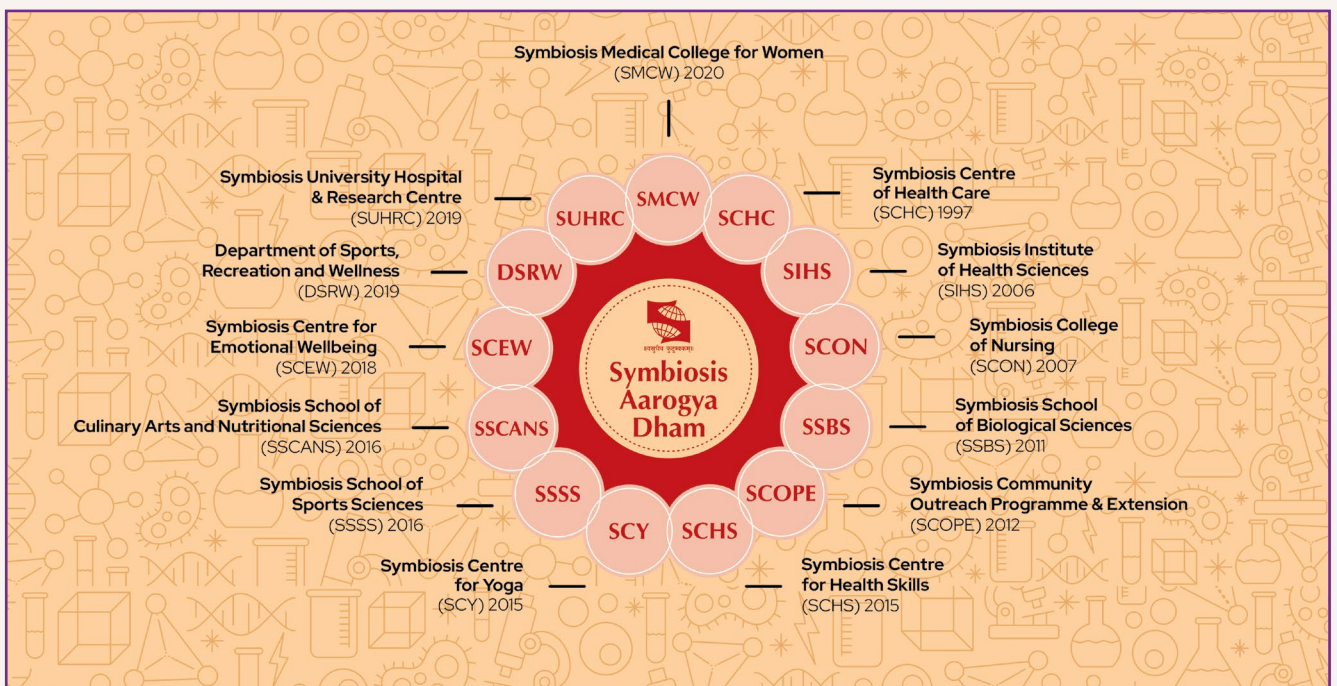 Symbiosis Medical College for Women
(SMCW) 2020
Symbiosis University Hospital
& Research Centre
(SUHRC) 2019
Department of Sports,
Recreation and Wellness
(DSRW) 2019
Symbiosis Centre for
Emotional Wellbeing
(SCEW) 2018
Symbiosis School of
Culinary Arts and Nutritional Sciences
(SSCANS) 2016
Symbiosis School of
Sports Sciences
(SSSS) 2016
Symbiosis Centre
for Yoga
(SCY) 2015
SMCW
SCHC
SIHS
SCON
SSBS
SCOPE
SCHS
SCY
SSSS
SSCANS
SCEW
DSRW
SUHRC
Symbiosis
Aarogya
Dham
Symbiosis Centre
of Health Care
(SCHC) 1997
Symbiosis Institute
of Health Sciences
(SIHS) 2006
Symbiosis College
of Nursing
(SCON) 2007
Symbiosis School
of Biological Sciences
(SSBS) 2011
Symbiosis Community
Outreach Programme & Extension
(SCOPE) 2012
Symbiosis Centre
for Health Skills
(SCHS) 2015